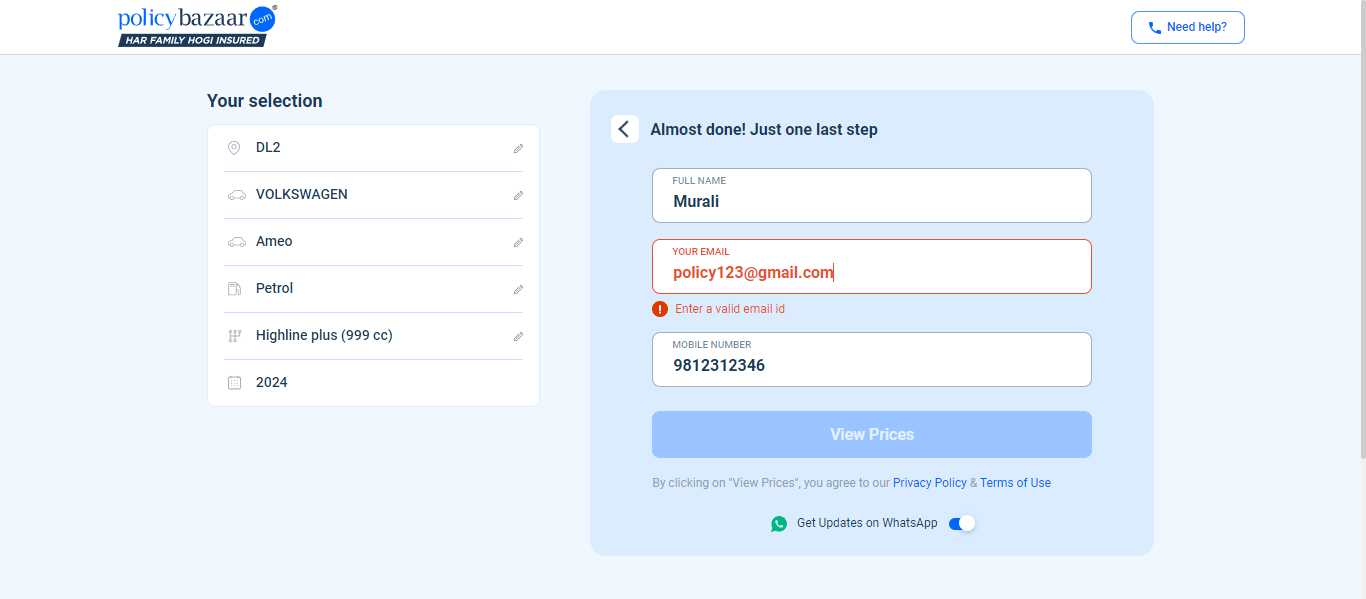 policybazaar.com
HAR FAMILY HOGI INSURED
Need help?
Your selection
DL2
VOLKSWAGEN
Ameo
Petrol
Highline plus (999 cc)
2024
Almost done! Just one last step
FULL NAME
Murali
YOUR EMAIL
policy123@gmail.com
Enter a valid email id
MOBILE NUMBER
9812312346
View Prices
By clicking on "View Prices", you agree to our Privacy Policy & Terms of Use
Get Updates on WhatsApp